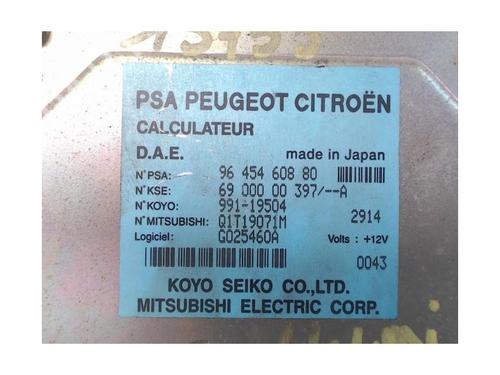 PSA PEUGEOT CITROËN
CALCULATEUR
D.A.E. made in Japan
N°PSA: 96 454 608 80
N°KSE: 69 000 00 397/--A
N°KOYO: 991-19504
N°MITSUBISHI: Q1T19071M 2914
Logiciel: G025460A Volts : +12V
0043
KOYO SEIKO CO.,LTD.
MITSUBISHI ELECTRIC CORP.